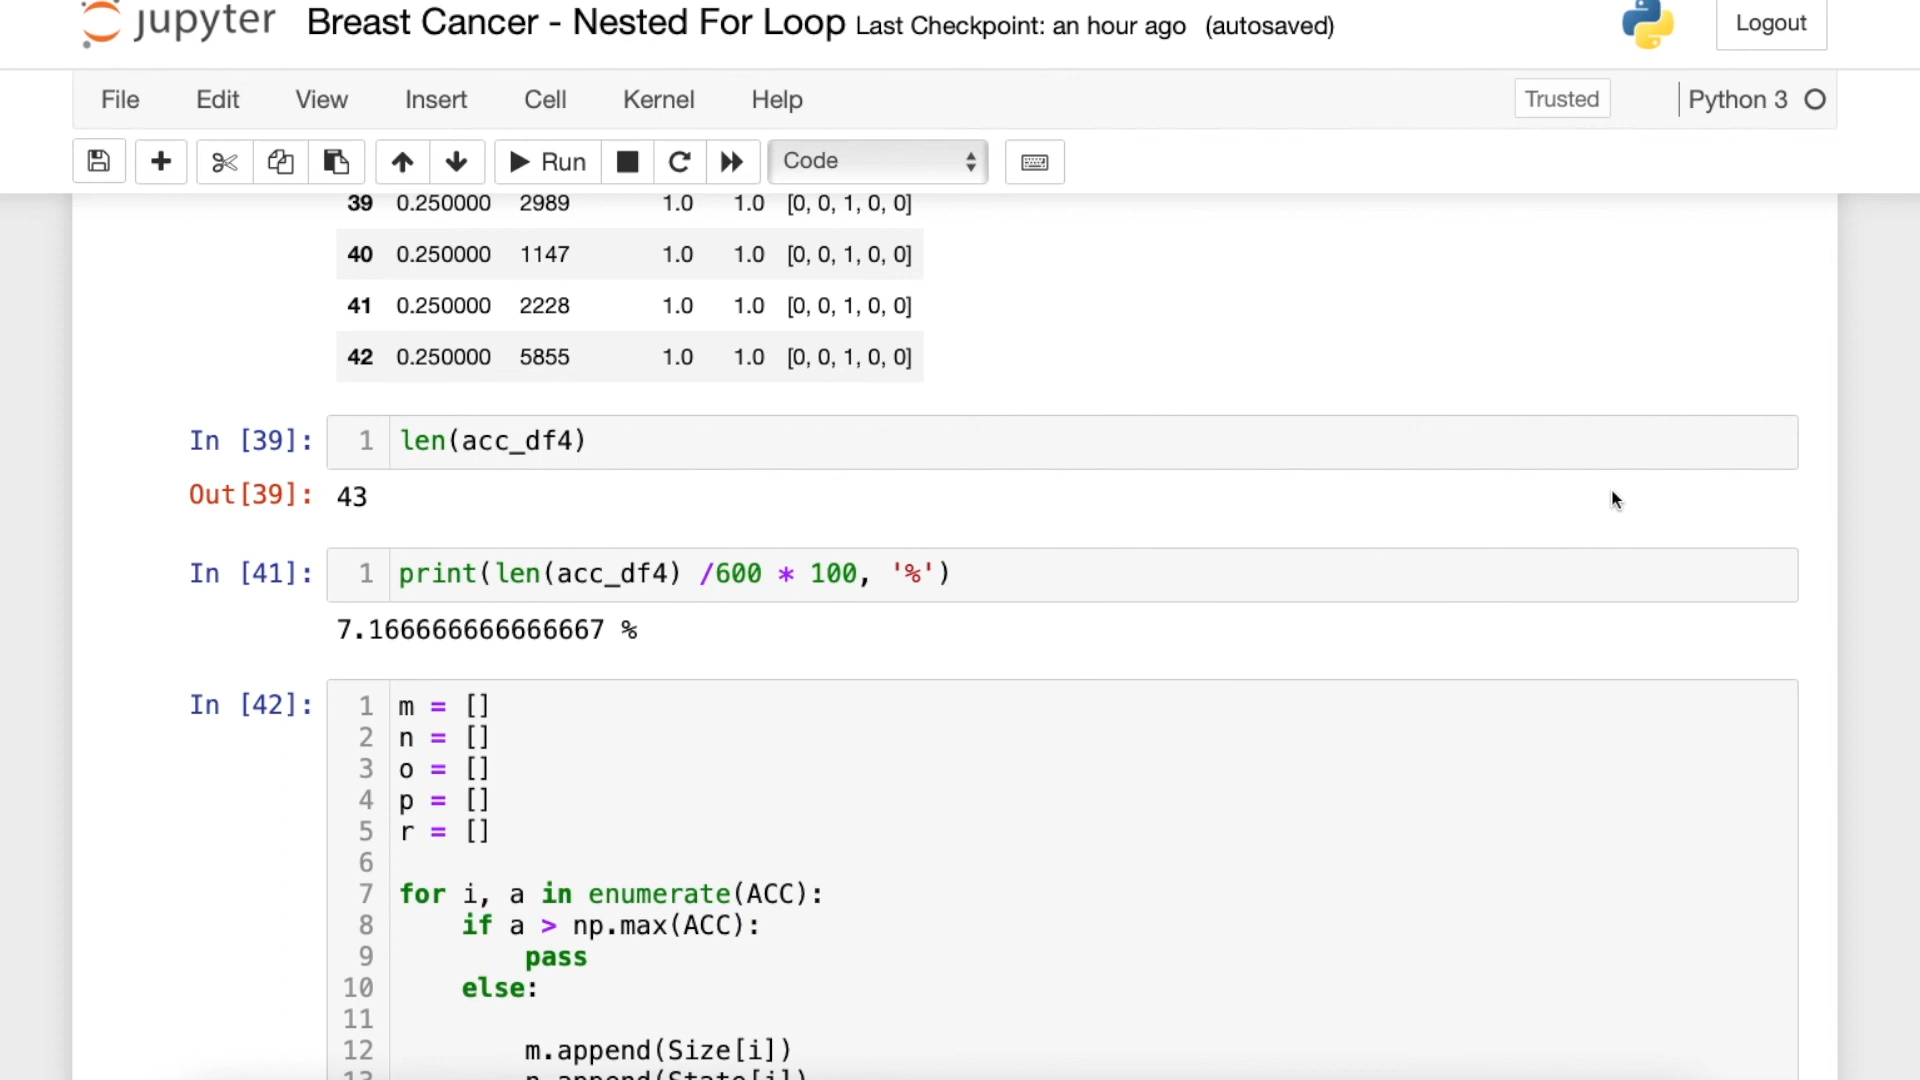 jupyter Breast Cancer - Nested For Loop Last Checkpoint: an hour ago (autosaved) Logout
File Edit View Insert Cell Kernel Help Trusted Python 3
Run Code
39 0.250000 2989 1.0 1.0 [0, 0, 1, 0, 0]
40 0.250000 1147 1.0 1.0 [0, 0, 1, 0, 0]
41 0.250000 2228 1.0 1.0 [0, 0, 1, 0, 0]
42 0.250000 5855 1.0 1.0 [0, 0, 1, 0, 0]
In [39]: 1 len(acc_df4)
Out[39]: 43
In [41]: 1 print(len(acc_df4) /600 * 100, '%')
7.166666666666667 %
In [42]: 1 m = []
2 n = []
3 o = []
4 p = []
5 r = []
6
7 for i, a in enumerate(ACC):
8 if a > np.max(ACC):
9 pass
10 else:
11
12 m.append(Size[i])
13 n.append(State[i])